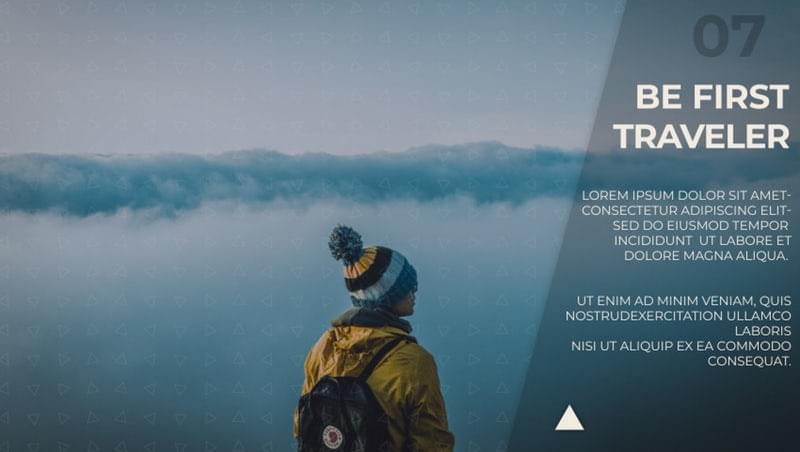 07
BE FIRST
TRAVELER
LOREM IPSUM DOLOR SIT AMET-
CONSECTETUR ADIPISCING ELIT-
SED DO EIUSMOD TEMPOR
INCIDIDUNT UT LABORE ET
DOLORE MAGNA ALIQUA.
UT ENIM AD MINIM VENIAM, QUIS
NOSTRUDEXERCITATION ULLAMCO
LABORIS
NISI UT ALIQUIP EX EA COMMODO
CONSEQUAT.